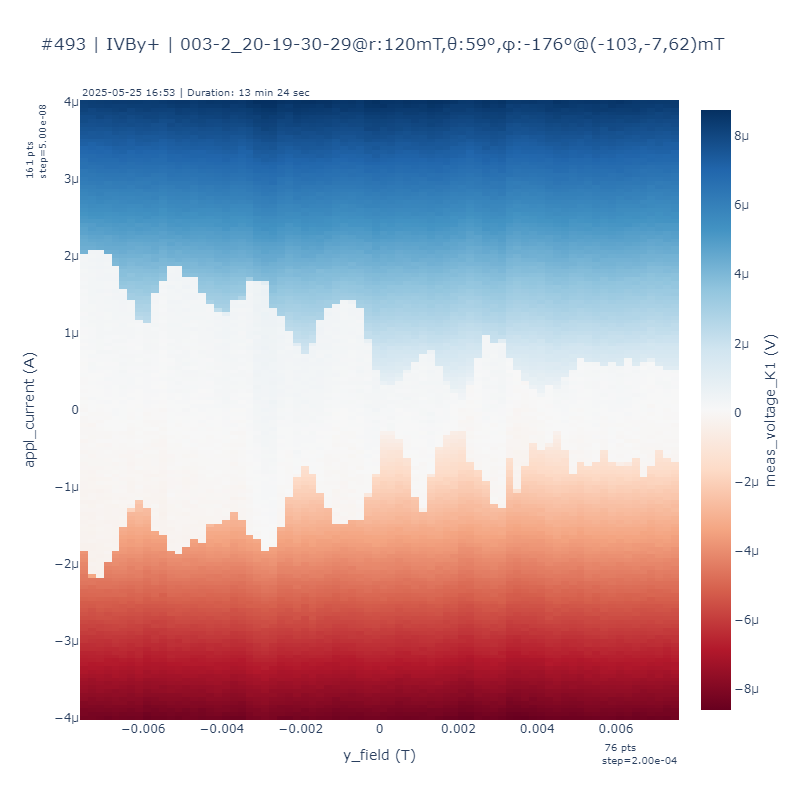 #493 | IVBy+ | 003-2_20-19-30-29@r:120mT,θ:59°,φ:-176°@(-103,-7,62)mT
2025-05-25 16:53 | Duration: 13 min 24 sec
161 pts
step=5.00e-08
4μ
3μ
2μ
1μ
0
−1μ
−2μ
−3μ
−4μ
appl_current (A)
−0.006
−0.004
−0.002
0
0.002
0.004
0.006
y_field (T)
76 pts
step=2.00e-04
8μ
6μ
4μ
2μ
0
−2μ
−4μ
−6μ
−8μ
meas_voltage_K1 (V)